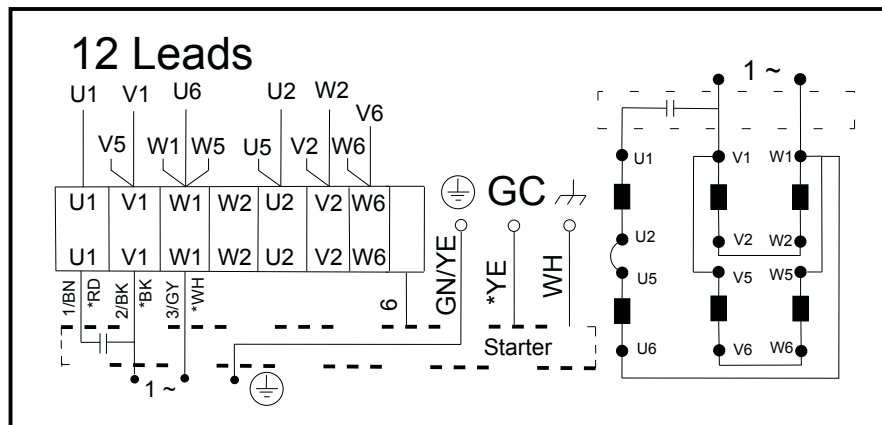 12 Leads
U1 V1 U6 U2 W2 V6
V5 W1 W5 U5 V2 W6
U1 V1 W1 W2 U2 V2 W6
U1 V1 W1 W2 U2 V2 W6
1/BN
*RD
2/BK
*BK
3/GY
*WH
6
GC
GN/YE
*YE
WH
Starter
1 ~
1 ~
U1 V1 W1
U2 V2 W2
U5 V5 W5
U6 V6 W6